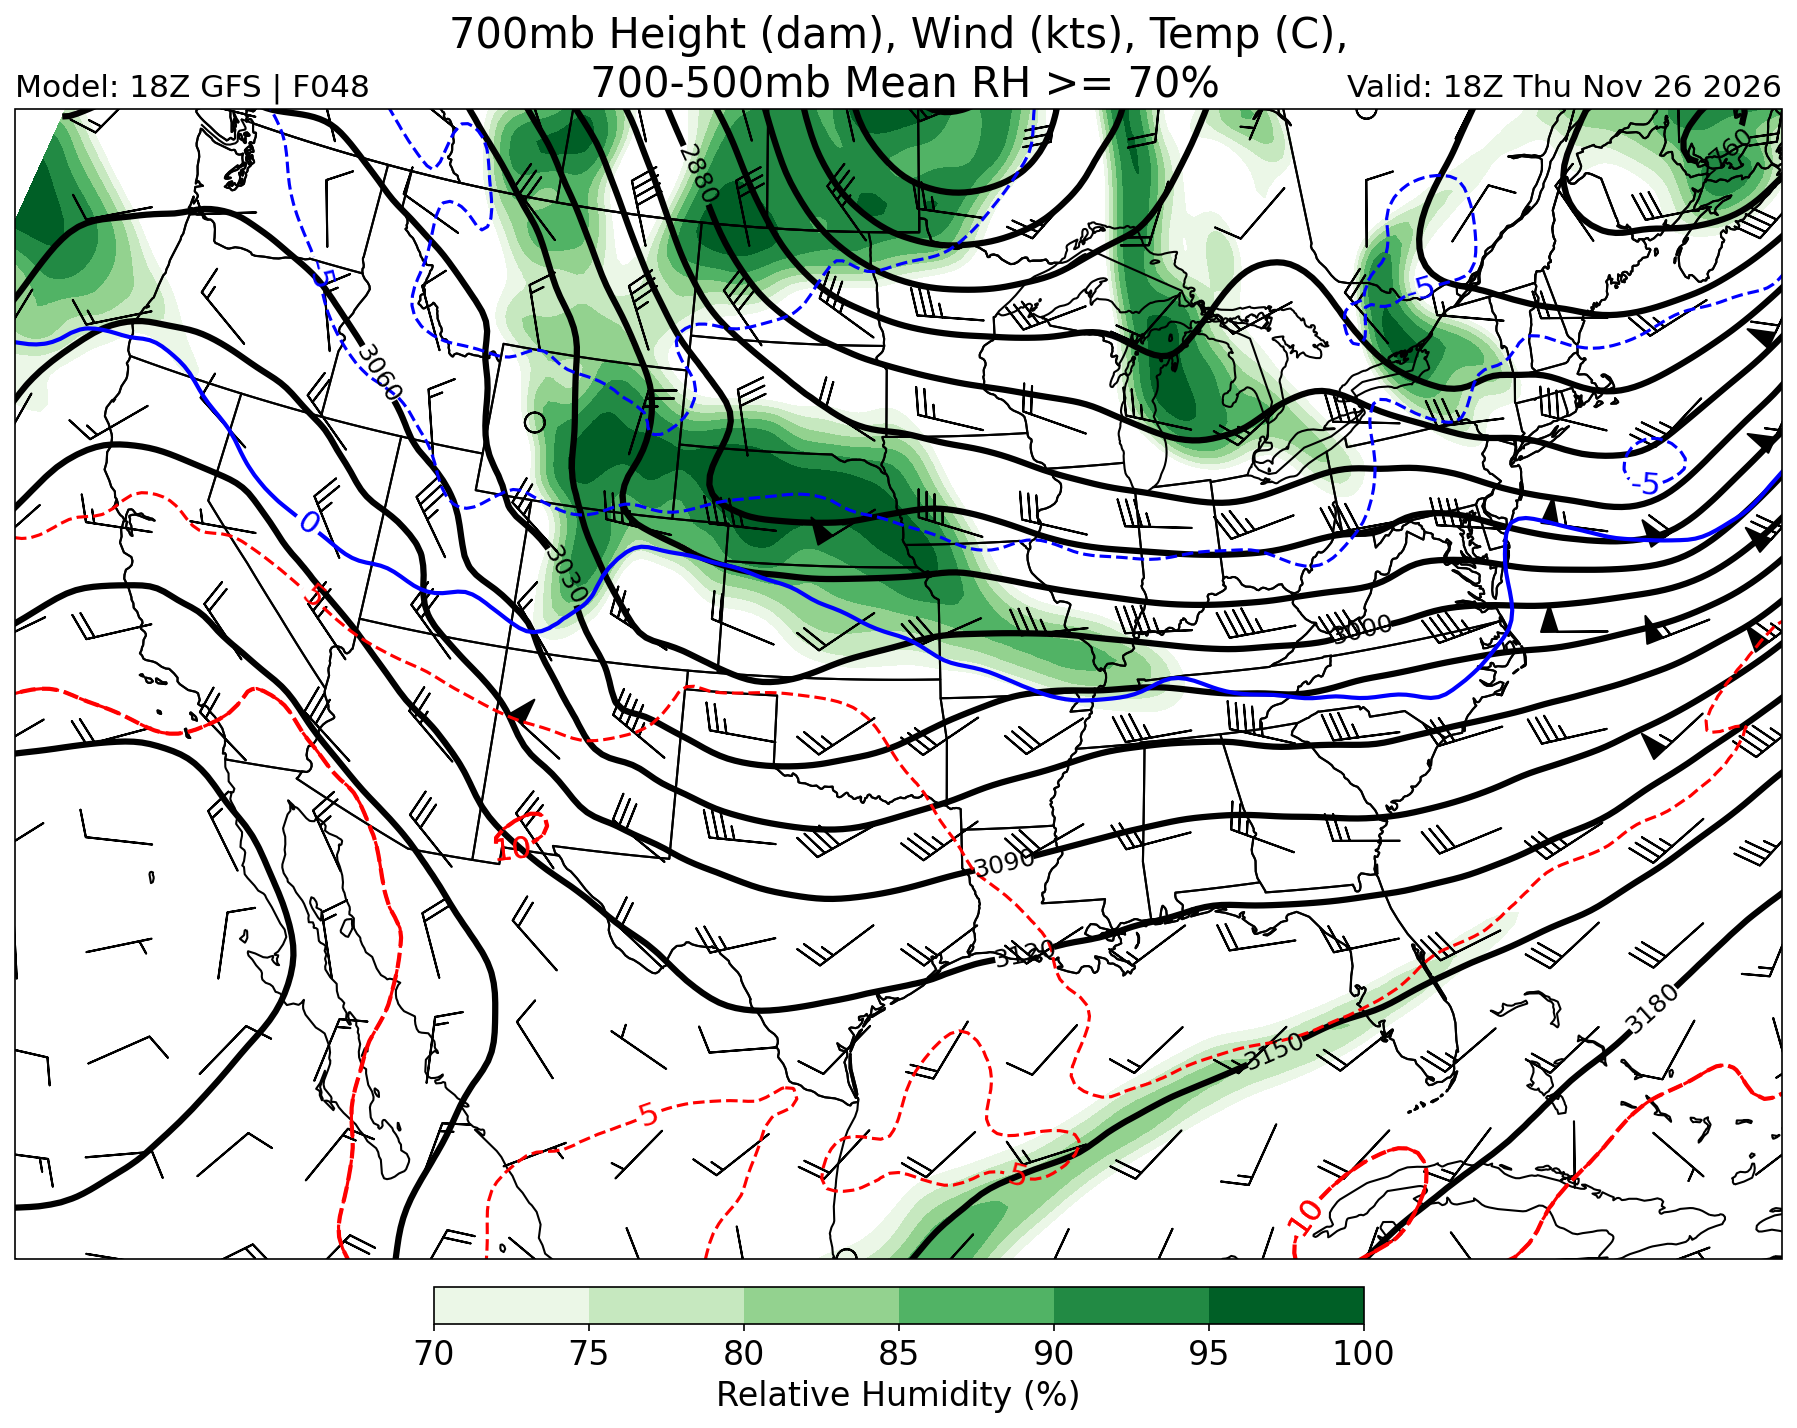 700mb Height (dam), Wind (kts), Temp (C),
Model: 18Z GFS | F048
700-500mb Mean RH >= 70%
Valid: 18Z Thu Nov 26 2026
2880
-5
-5
3060
-5
0
5
3030
3000
10
3090
3120
3180
3150
5
5
10
70 75 80 85 90 95 100
Relative Humidity (%)